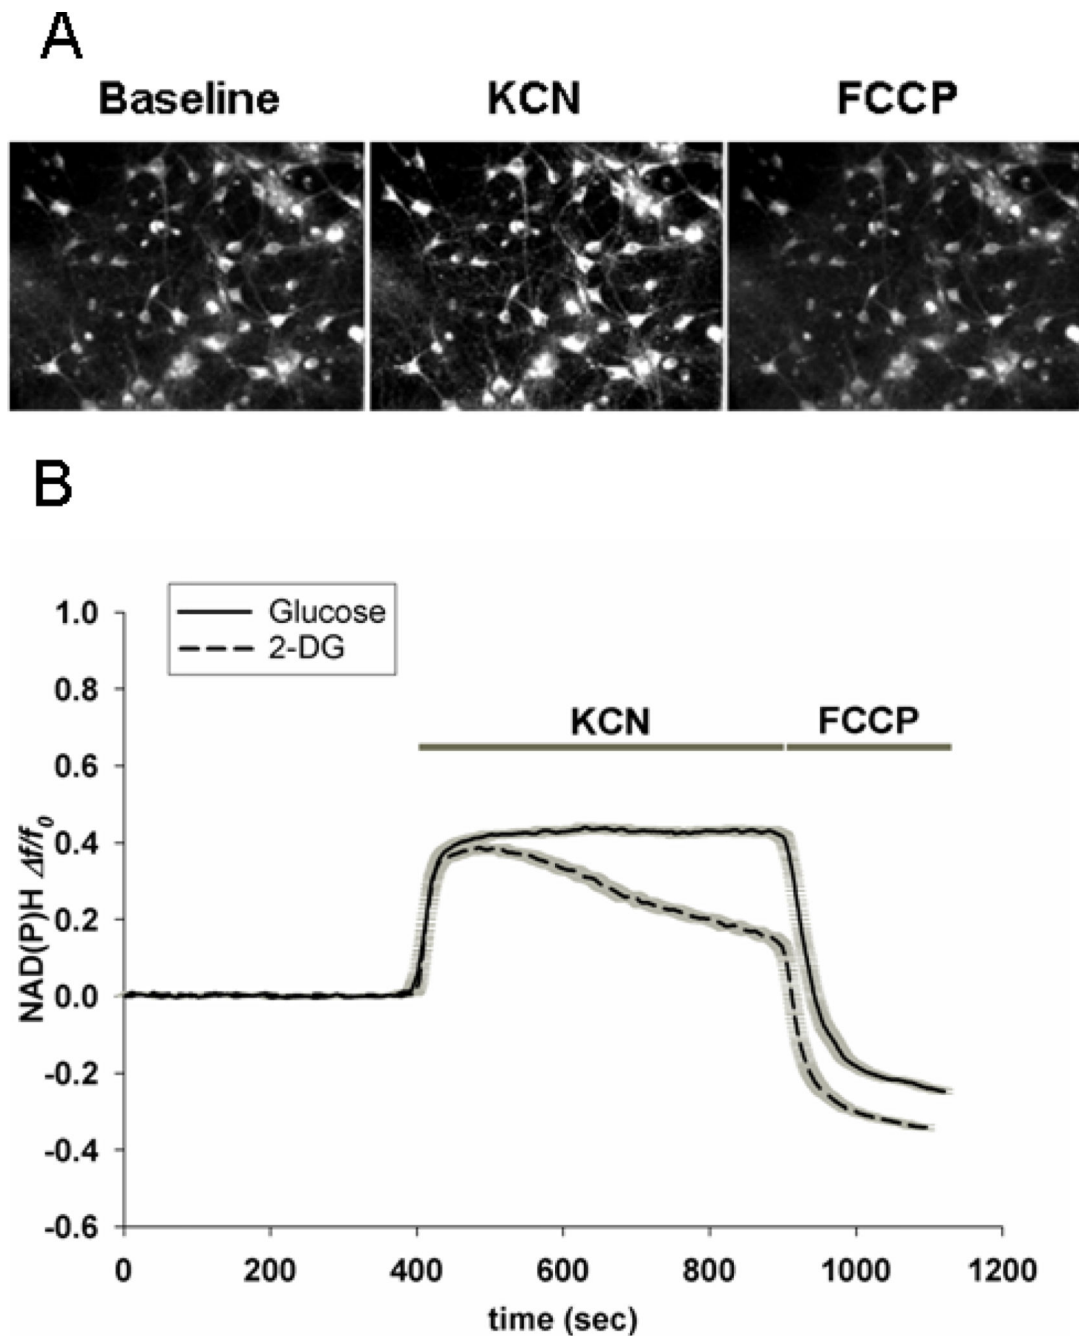 A
Baseline KCN FCCP
B
Glucose
2-DG
KCN FCCP
NAD(P)H Δf/f0
1.0
0.8
0.6
0.4
0.2
0.0
-0.2
-0.4
-0.6
0 200 400 600 800 1000 1200
time (sec)